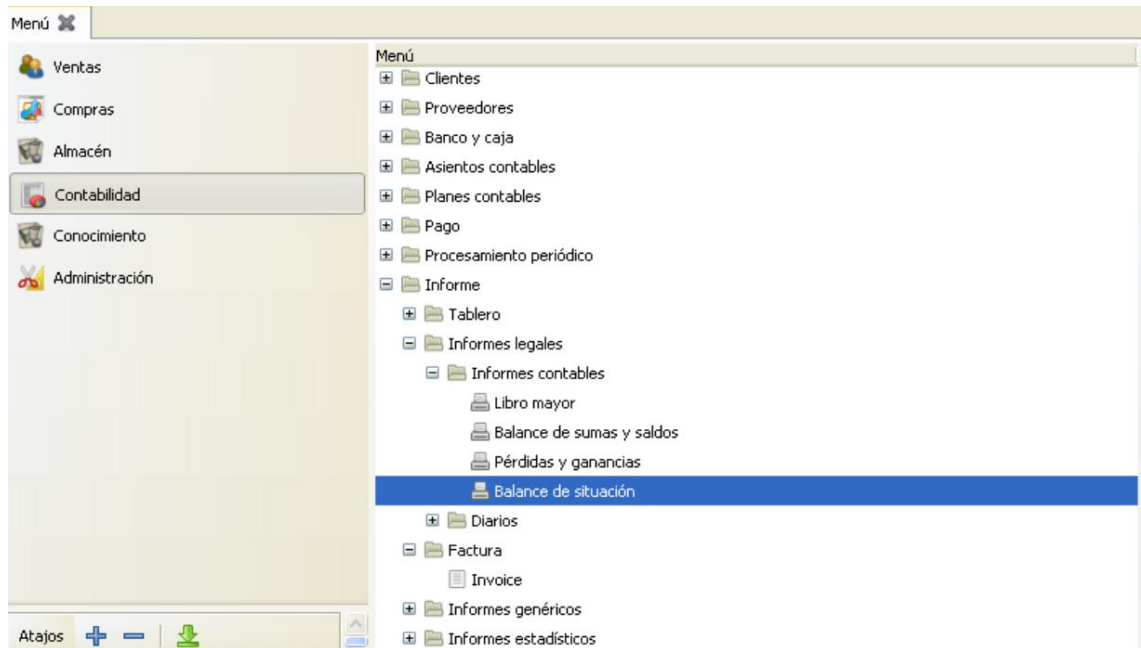 Menú
Ventas
Compras
Almacén
Contabilidad
Conocimiento
Administración
Atajos
Menú
Clientes
Proveedores
Banco y caja
Asientos contables
Planes contables
Pago
Procesamiento periódico
Informe
Tablero
Informes legales
Informes contables
Libro mayor
Balance de sumas y saldos
Pérdidas y ganancias
Balance de situación
Diarios
Factura
Invoice
Informes genéricos
Informes estadísticos